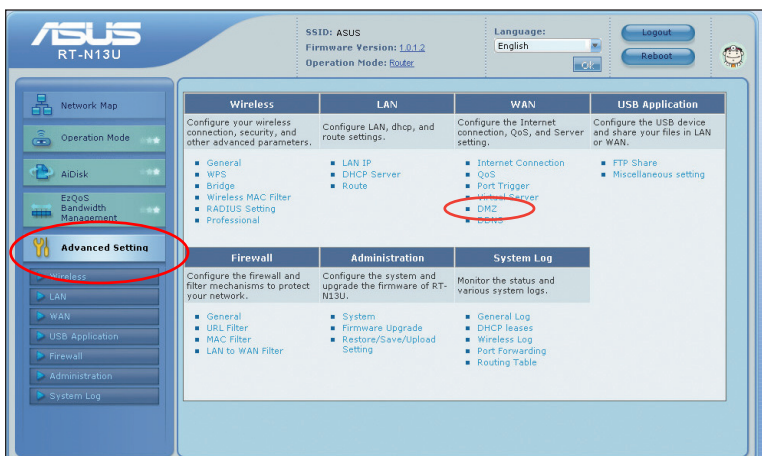 ASUS
RT-N13U
SSID: ASUS
Firmware Version: 1.0.1.2
Operation Mode: Router
Language:
English
Logout
Reboot
Network Map
Operation Mode
AiDisk
EzQoS
Bandwidth
Management
Advanced Setting
Wireless
LAN
WAN
USB Application
Firewall
Administration
System Log
Wireless
Configure your wireless
connection, security, and
other advanced parameters.
General
WPS
Bridge
Wireless MAC Filter
RADIUS Setting
Professional
LAN
Configure LAN, dhcp, and
route settings.
LAN IP
DHCP Server
Route
WAN
Configure the Internet
connection, QoS, and Server
setting.
Internet Connection
QoS
Port Trigger
Virtual Server
DMZ
DDNS
USB Application
Configure the USB device
and share your files in LAN
or WAN.
FTP Share
Miscellaneous setting
Firewall
Configure the firewall and
filter mechanisms to protect
your network.
General
URL Filter
MAC Filter
LAN to WAN Filter
Administration
Configure the system and
upgrade the firmware of RT-
N13U.
System
Firmware Upgrade
Restore/Save/Upload
Setting
System Log
Monitor the status and
various system logs.
General Log
DHCP leases
Wireless Log
Port Forwarding
Routing Table